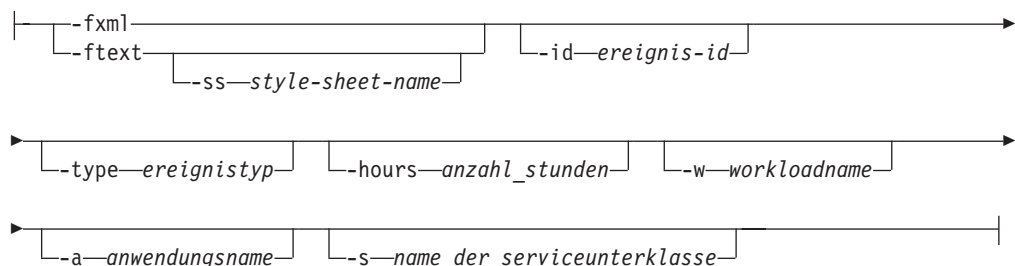 -fxml
-ftext
-id ereignis-id
-ss style-sheet-name
-type ereignistyp -hours anzahl_stunden -w workloadname
-a anwendungsname -s name der serviceunterklasse